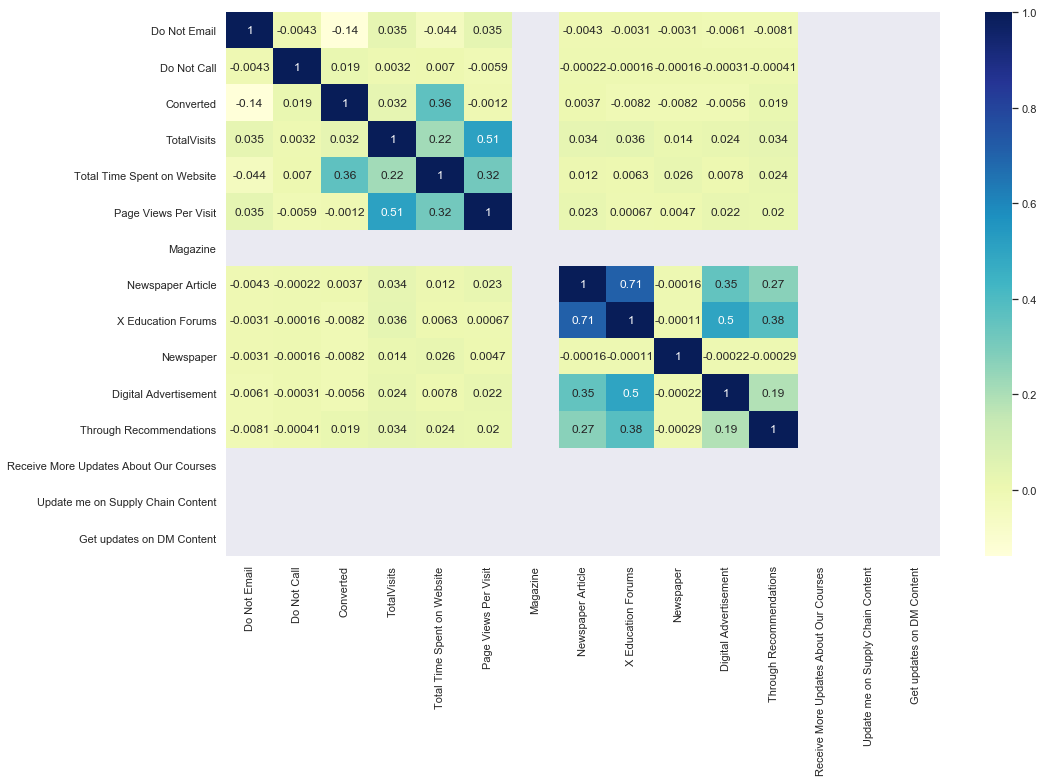 Do Not Email 1 -0.0043 -0.14 0.035 -0.044 0.035 -0.0043 -0.0031 -0.0031 -0.0061 -0.0081
Do Not Call -0.0043 1 0.019 0.0032 0.007 -0.0059 -0.00022 -0.00016 -0.00016 -0.00031 -0.00041
Converted -0.14 0.019 1 0.032 0.36 -0.0012 0.0037 -0.0082 -0.0082 -0.0056 0.019
TotalVisits 0.035 0.0032 0.032 1 0.22 0.51 0.034 0.036 0.014 0.024 0.034
Total Time Spent on Website -0.044 0.007 0.36 0.22 1 0.32 0.012 0.0063 0.026 0.0078 0.024
Page Views Per Visit 0.035 -0.0059 -0.0012 0.51 0.32 1 0.023 0.00067 0.0047 0.022 0.02
Magazine
Newspaper Article -0.0043 -0.00022 0.0037 0.034 0.012 0.023 1 0.71 -0.00016 0.35 0.27
X Education Forums -0.0031 -0.00016 -0.0082 0.036 0.0063 0.00067 0.71 1 -0.00011 0.5 0.38
Newspaper -0.0031 -0.00016 -0.0082 0.014 0.026 0.0047 -0.00016 -0.00011 1 -0.00022 -0.00029
Digital Advertisement -0.0061 -0.00031 -0.0056 0.024 0.0078 0.022 0.35 0.5 -0.00022 1 0.19
Through Recommendations -0.0081 -0.00041 0.019 0.034 0.024 0.02 0.27 0.38 -0.00029 0.19 1
Receive More Updates About Our Courses
Update me on Supply Chain Content
Get updates on DM Content
Do Not Email
Do Not Call
Converted
TotalVisits
Total Time Spent on Website
Page Views Per Visit
Magazine
Newspaper Article
X Education Forums
Newspaper
Digital Advertisement
Through Recommendations
Receive More Updates About Our Courses
Update me on Supply Chain Content
Get updates on DM Content
1.0
0.8
0.6
0.4
0.2
0.0